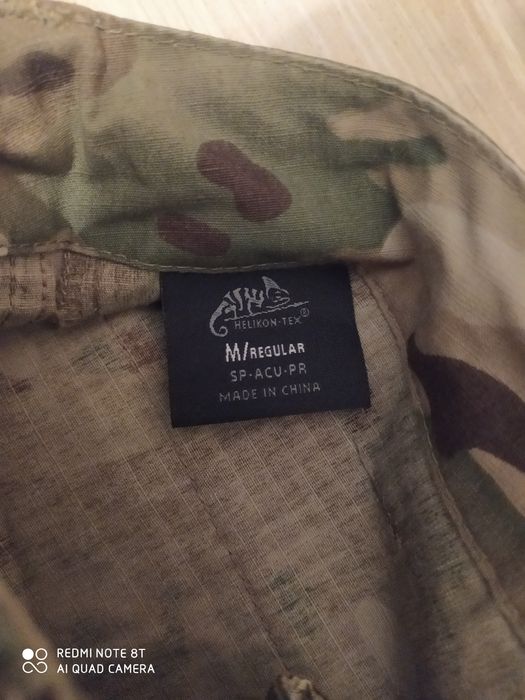 HELIKON-TEX®
M/REGULAR
SP-ACU-PR
MADE IN CHINA
REDMI NOTE 8T
AI QUAD CAMERA